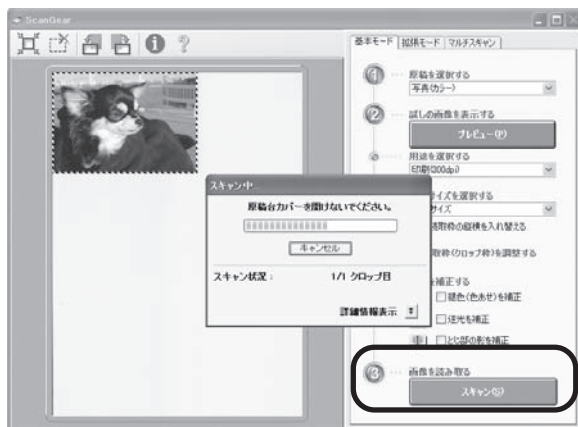 ScanGear
基本モード
拡張モード
マルチスキャン
① 原稿を選択する
写真(カラー)
② 試しの画像を表示する
プレビュー(P)
用途を選択する
印刷(300dpi)
サイズを選択する
サイズ
枠の縦横を入れ替える
取枠(クロップ枠)を調整する
補正する
褪色(色あせ)を補正
逆光を補正
とじ部の影を補正
③ 画像を読み取る
スキャン(S)
スキャン中
原稿台カバーを開けないでください。
キャンセル
スキャン状況: 1/1 クロップ目
詳細情報表示